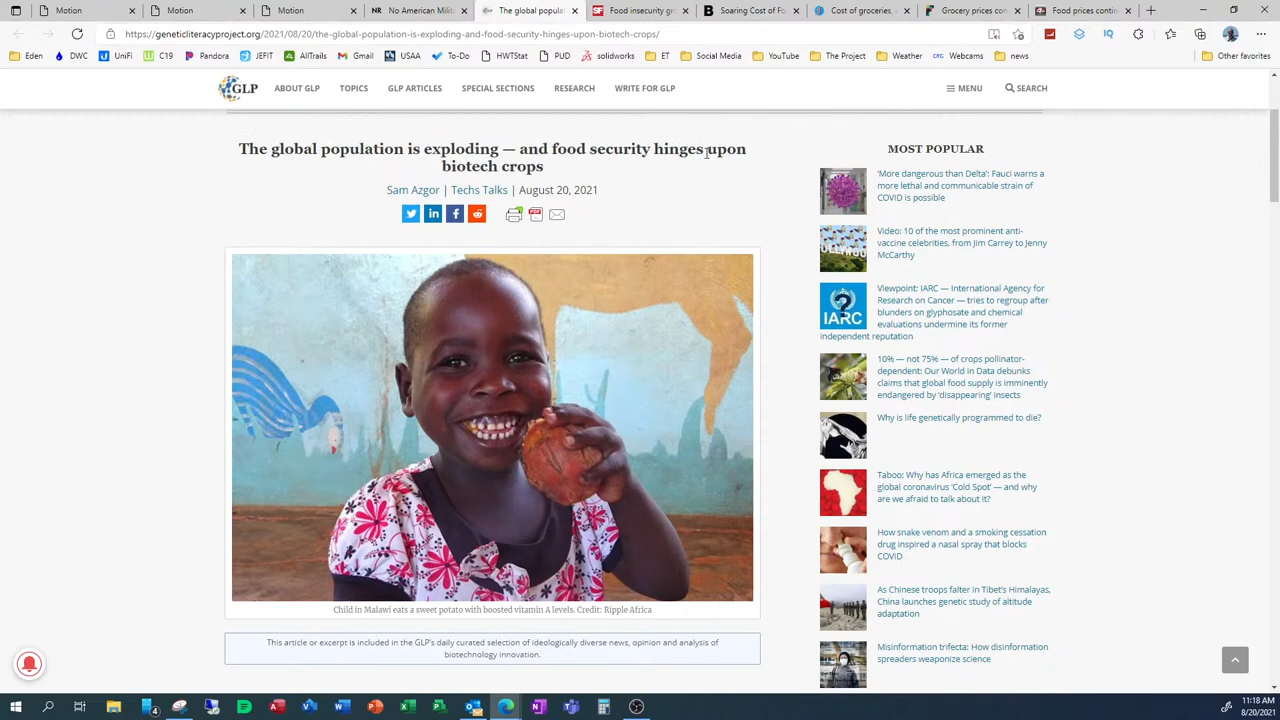 Motion
Motion
Motion
Motion
The global popul
Food insecurity gro
Soaring Cost of Foo
Cost of groceries,
Food prices contin
https://geneticliteracyproject.org/2021/08/20/the-global-population-is-exploding-and-food-security-hinges-upon-biotech-crops/
Eden
DWC
UniFi
C19
Pandora
JEEP
AllTrails
Gmail
USAA
To-Do
HWTStat
PUD
solidworks
ET
Social Media
YouTube
The Project
Weather
Webcams
news
Other favorites
GLP
ABOUT GLP
TOPICS
GLP ARTICLES
SPECIAL SECTIONS
RESEARCH
WRITE FOR GLP
MENU
SEARCH
The global population is exploding — and food security hinges upon
biotech crops
Sam Azgor | Techs Talks | August 20, 2021
Child in Malawi eats a sweet potato with boosted vitamin A levels. Credit: Ripple Africa
This article or excerpt is included in the GLP's daily curated selection of ideologically diverse news, opinion and analysis of
biotechnology innovation.
MOST POPULAR
'More dangerous than Delta': Fauci warns a
more lethal and communicable strain of
COVID is possible
Video: 10 of the most prominent anti-
vaccine celebrities, from Jim Carrey to Jenny
McCarthy
IARC
Viewpoint: IARC — International Agency for
Research on Cancer — tries to regroup after
blunders on glyphosate and chemical
evaluations undermine its former
independent reputation
10% — not 75% — of crops pollinator-
dependent: Our World in Data debunks
claims that global food supply is imminently
endangered by 'disappearing' insects
Why is life genetically programmed to die?
Taboo: Why has Africa emerged as the
global coronavirus 'Cold Spot' — and why
are we afraid to talk about it?
How snake venom and a smoking cessation
drug inspired a nasal spray that blocks
COVID
As Chinese troops falter in Tibet's Himalayas,
China launches genetic study of altitude
adaptation
Misinformation trifecta: How disinformation
spreaders weaponize science
11:18 AM
8/20/2021